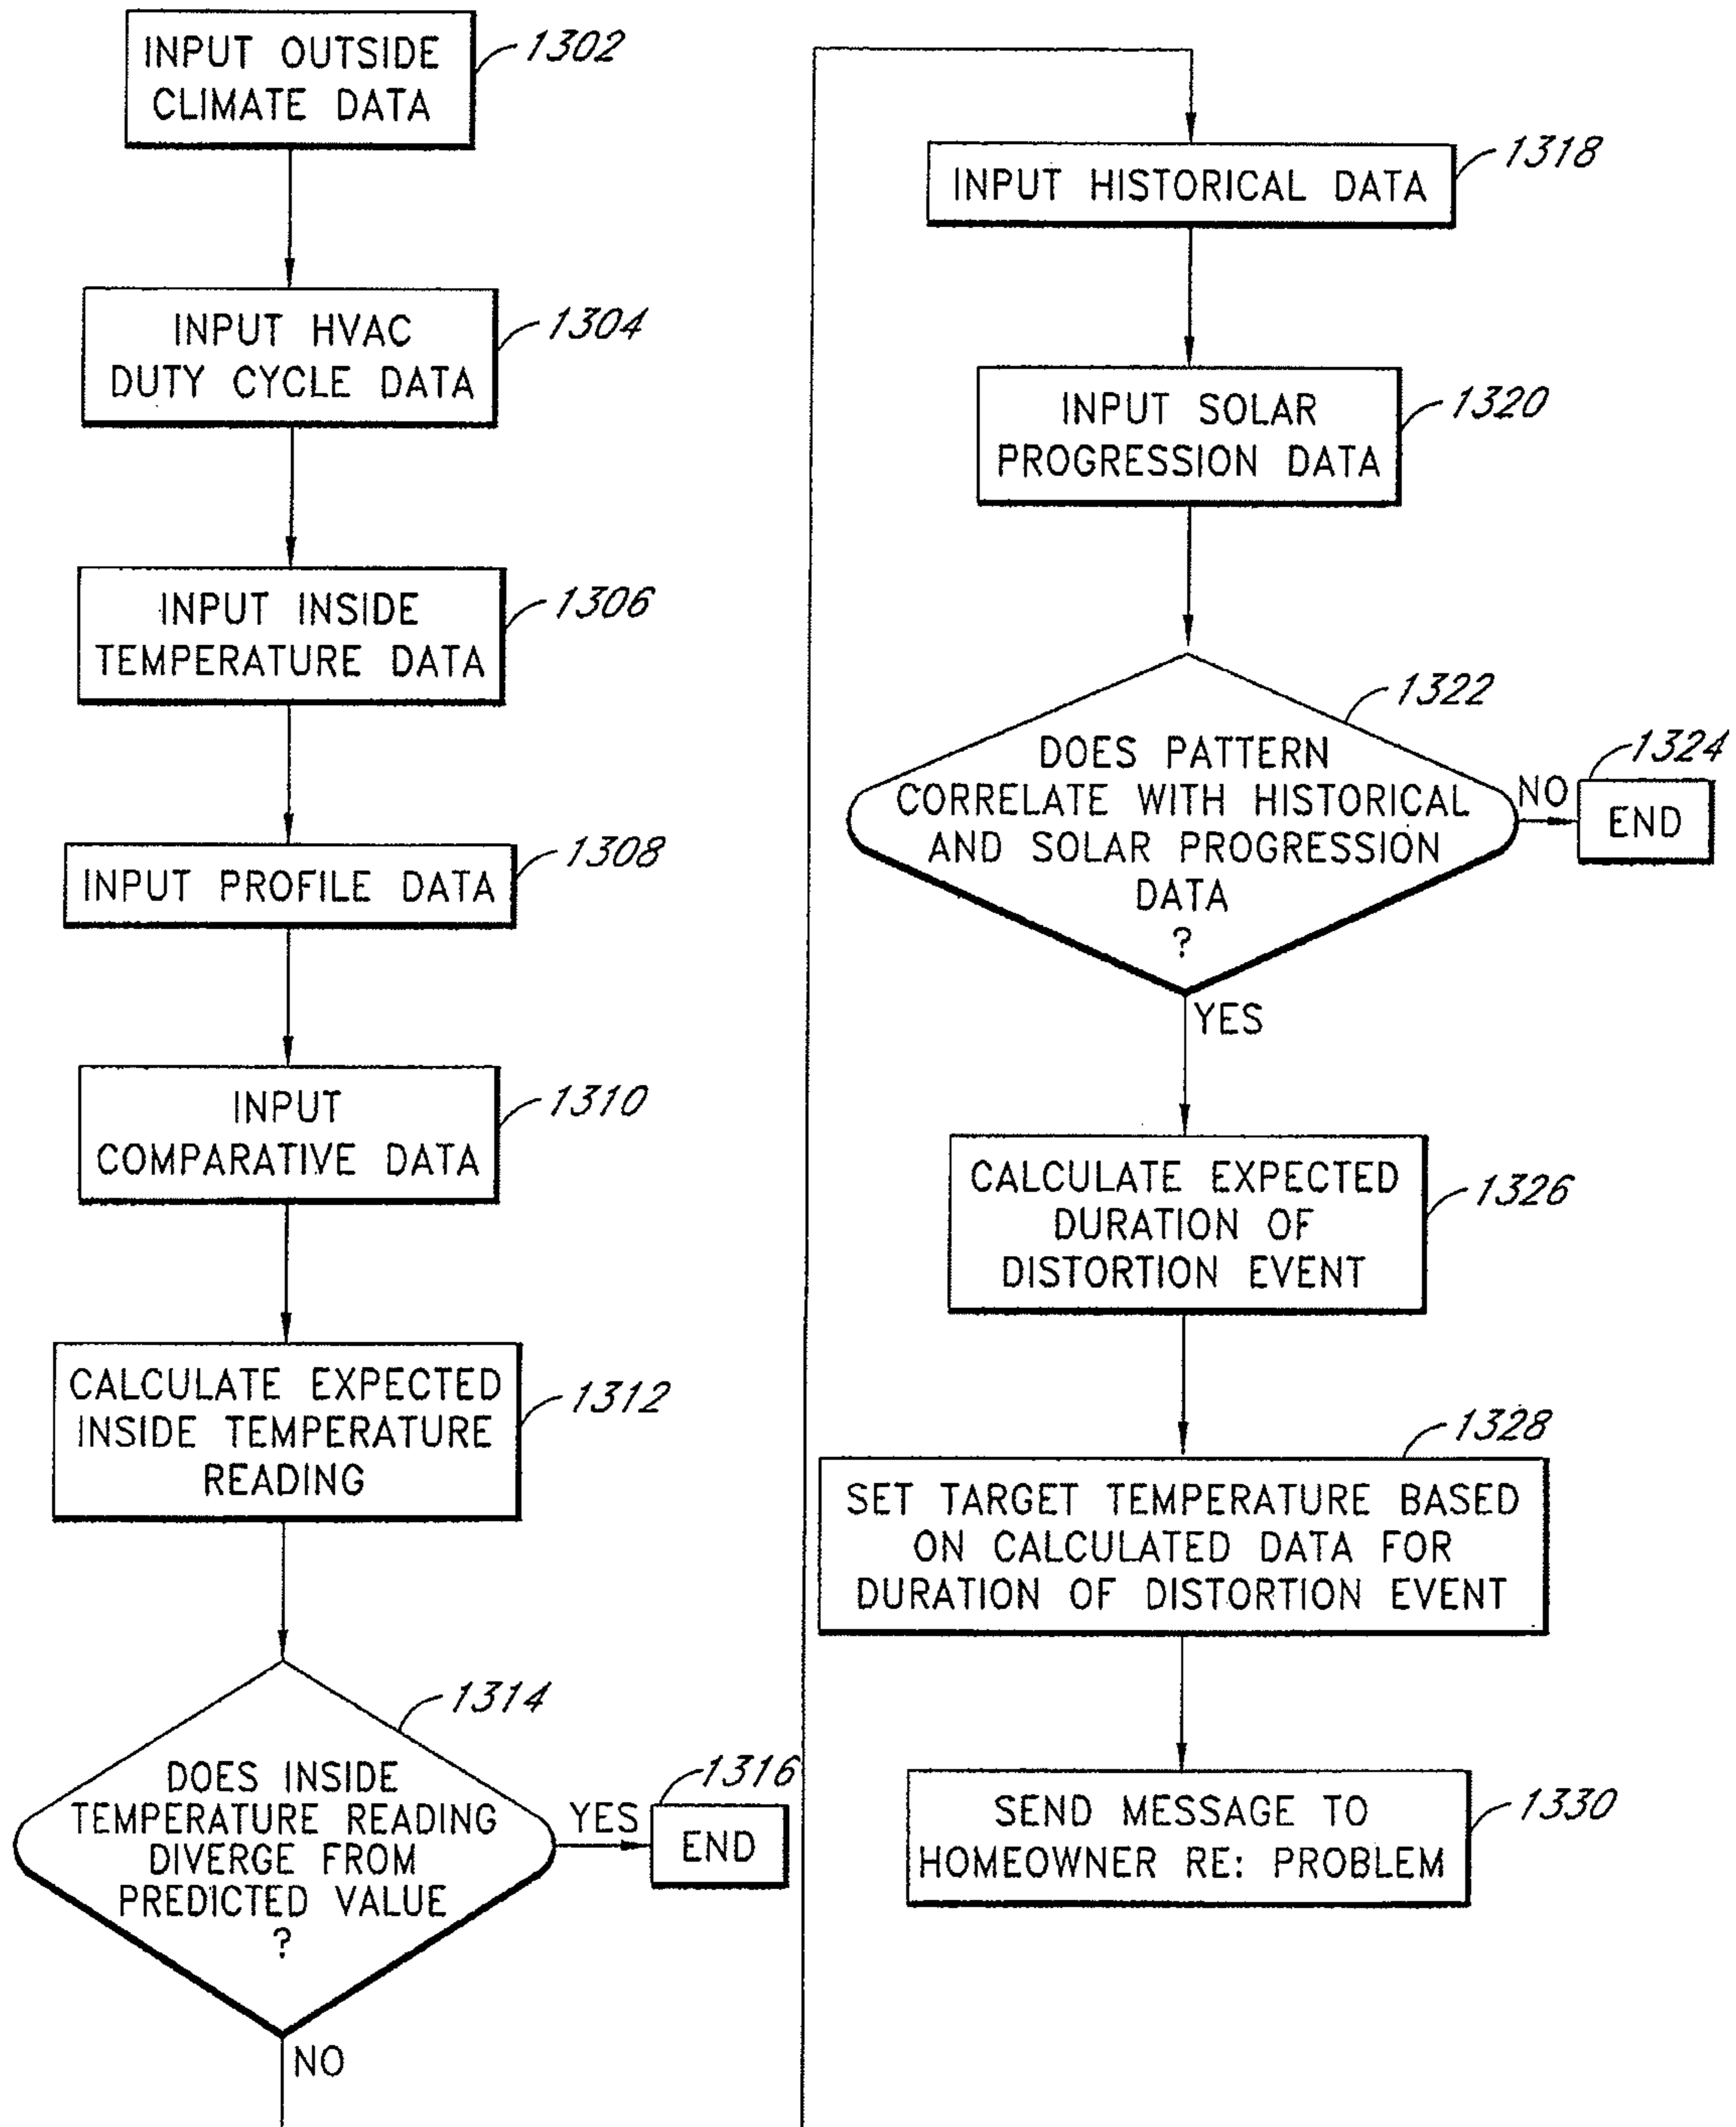 INPUT OUTSIDE
CLIMATE DATA
1302
INPUT HVAC
DUTY CYCLE DATA
1304
INPUT INSIDE
TEMPERATURE DATA
1306
INPUT PROFILE DATA
1308
INPUT
COMPARATIVE DATA
1310
CALCULATE EXPECTED
INSIDE TEMPERATURE
READING
1312
DOES INSIDE
TEMPERATURE READING
DIVERGE FROM
PREDICTED VALUE
?
1314
YES
END
1316
NO
INPUT HISTORICAL DATA
1318
INPUT SOLAR
PROGRESSION DATA
1320
DOES PATTERN
CORRELATE WITH HISTORICAL
AND SOLAR PROGRESSION
DATA
?
1322
NO
END
1324
YES
CALCULATE EXPECTED
DURATION OF
DISTORTION EVENT
1326
SET TARGET TEMPERATURE BASED
ON CALCULATED DATA FOR
DURATION OF DISTORTION EVENT
1328
SEND MESSAGE TO
HOMEOWNER RE: PROBLEM
1330